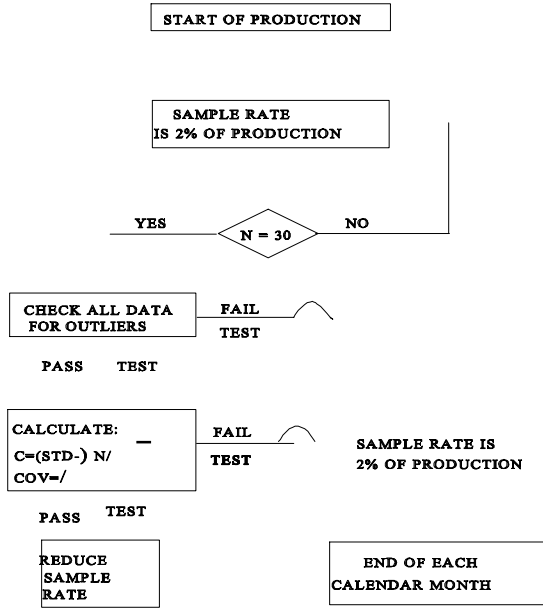 START OF PRODUCTION
SAMPLE RATE
IS 2% OF PRODUCTION
YES
N = 30
NO
CHECK ALL DATA
FOR OUTLIERS
FAIL
TEST
PASS TEST
CALCULATE:
C=(STD-) N/
COV=/
FAIL
TEST
SAMPLE RATE IS
2% OF PRODUCTION
PASS TEST
REDUCE
SAMPLE
RATE
END OF EACH
CALENDAR MONTH